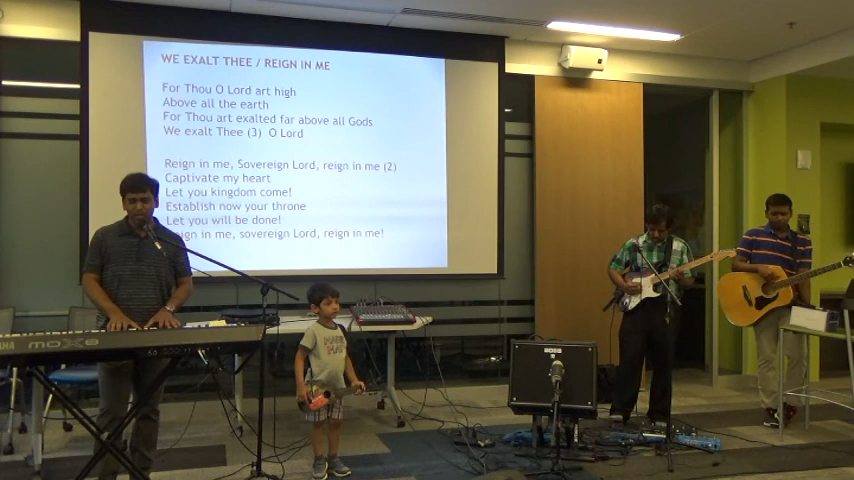 WE EXALT THEE / REIGN IN ME
For Thou O Lord art high
Above all the earth
For Thou art exalted far above all Gods
We exalt Thee (3) O Lord
Reign in me, Sovereign Lord, reign in me (2)
Captivate my heart
Let you kingdom come!
Establish now your throne
Let you will be done!
in me, sovereign Lord, reign in me!
MOX8